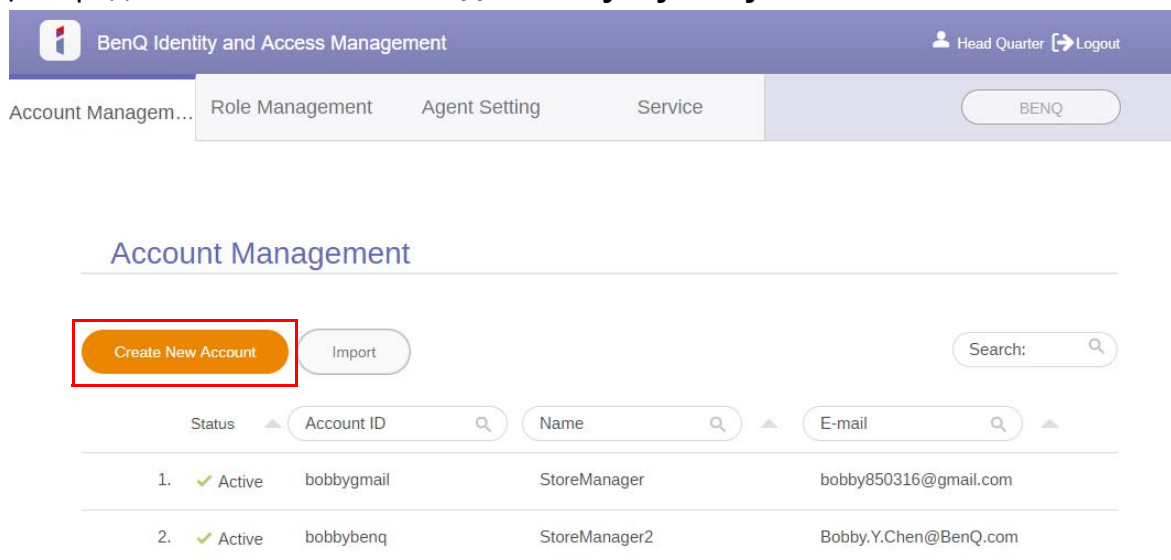 BenQ Identity and Access Management
Head Quarter Logout
Account Managem... Role Management Agent Setting Service BENQ
Account Management
Create New Account Import Search:
Status Account ID Name E-mail
1. Active bobbygmail StoreManager bobby850316@gmail.com
2. Active bobbybenq StoreManager2 Bobby.Y.Chen@BenQ.com